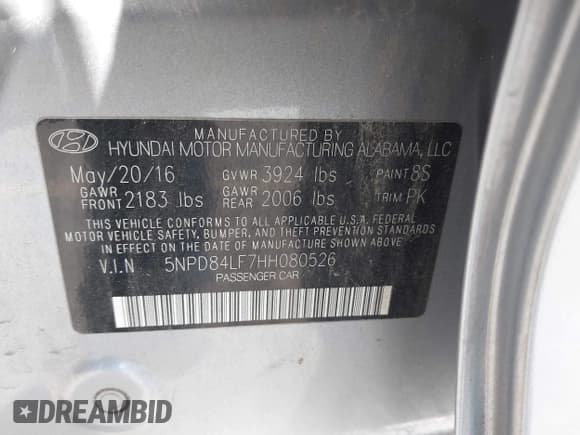 MANUFACTURED BY
HYUNDAI MOTOR MANUFACTURING ALABAMA, LLC
May/20/16 GVWR 3924 lbs PAINT 8S
GAWR FRONT 2183 lbs GAWR REAR 2006 lbs TRIM PK
THIS VEHICLE CONFORMS TO ALL APPLICABLE U.S.A. FEDERAL
MOTOR VEHICLE SAFETY, BUMPER, AND THEFT PREVENTION
STANDARDS IN EFFECT ON THE DATE OF MANUFACTURE SHOWN ABOVE
V.I.N 5NPD84LF7HH080526
PASSENGER CAR
DREAMBID